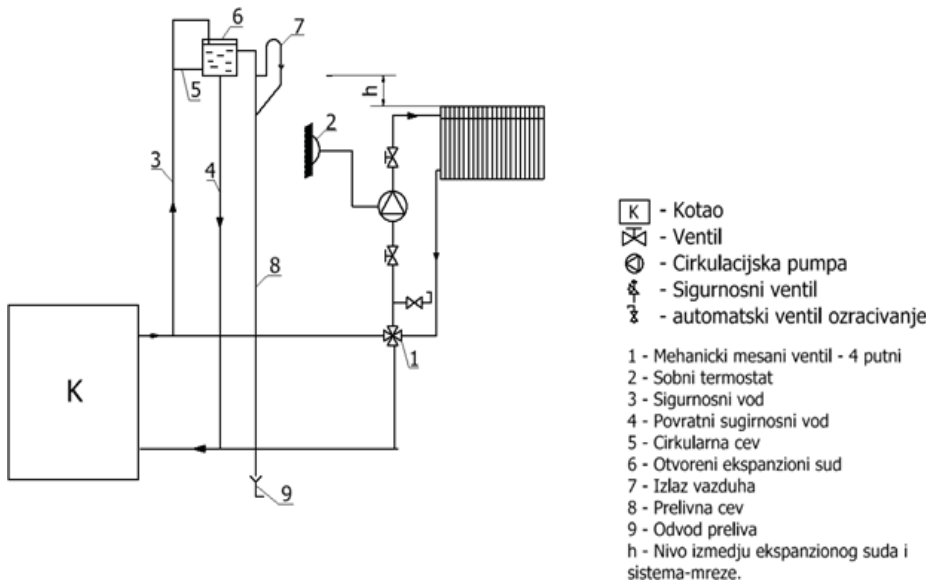 6
7
5
h
2
3
4
8
K
1
9
K - Kotao
- Ventil
- Cirkulacijska pumpa
- Sigurnosni ventil
- automatski ventil ozracivanje
1 - Mehanicki mesani ventil - 4 putni
2 - Sobni termostat
3 - Sigurnosni vod
4 - Povratni sugirnosni vod
5 - Cirkularna cev
6 - Otvoreni ekspanzioni sud
7 - Izlaz vazduha
8 - Prelivna cev
9 - Odvod preliva
h - Nivo izmedju ekspanzionog suda i
sistema-mreze.